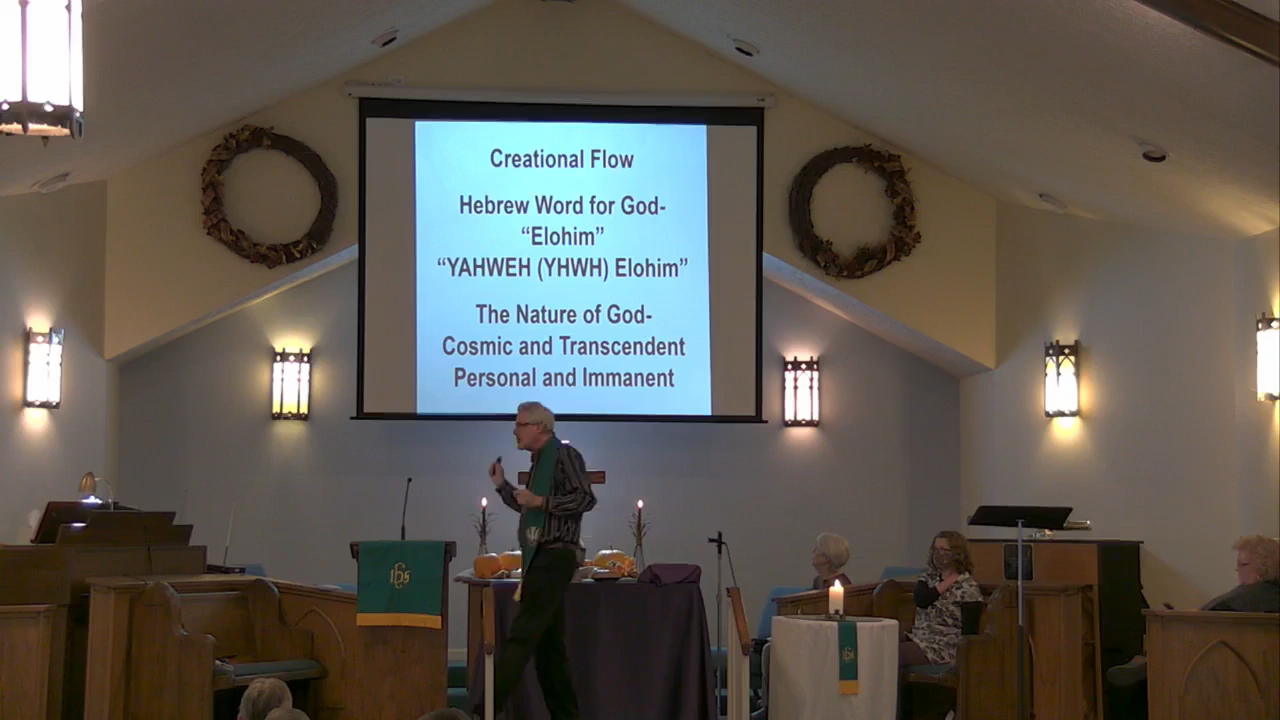 Creational Flow
Hebrew Word for God-
“Elohim”
“YAHWEH (YHWH) Elohim”
The Nature of God-
Cosmic and Transcendent
Personal and Immanent
ihs
ihs